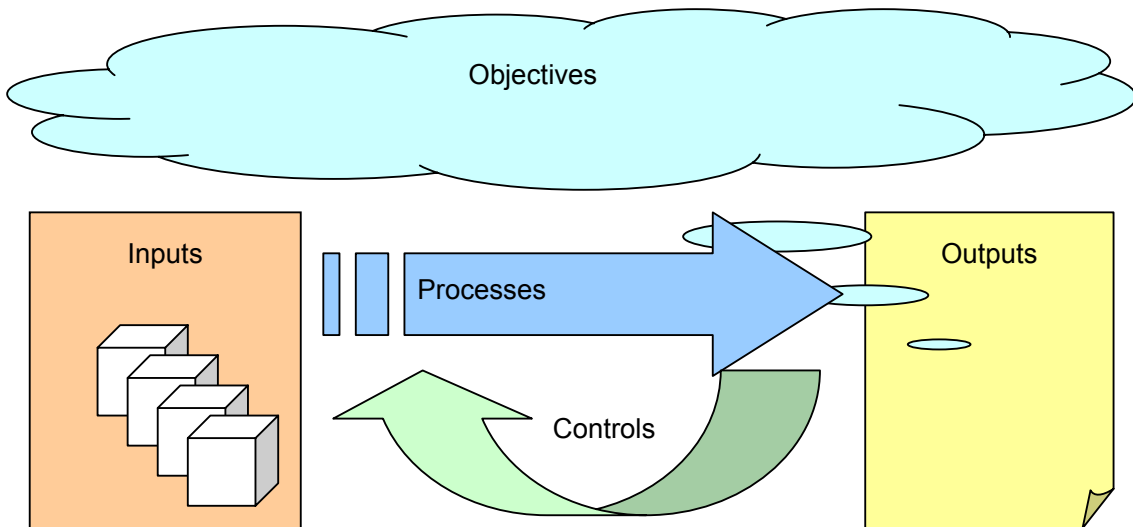 Objectives
Inputs
Processes
Outputs
Controls